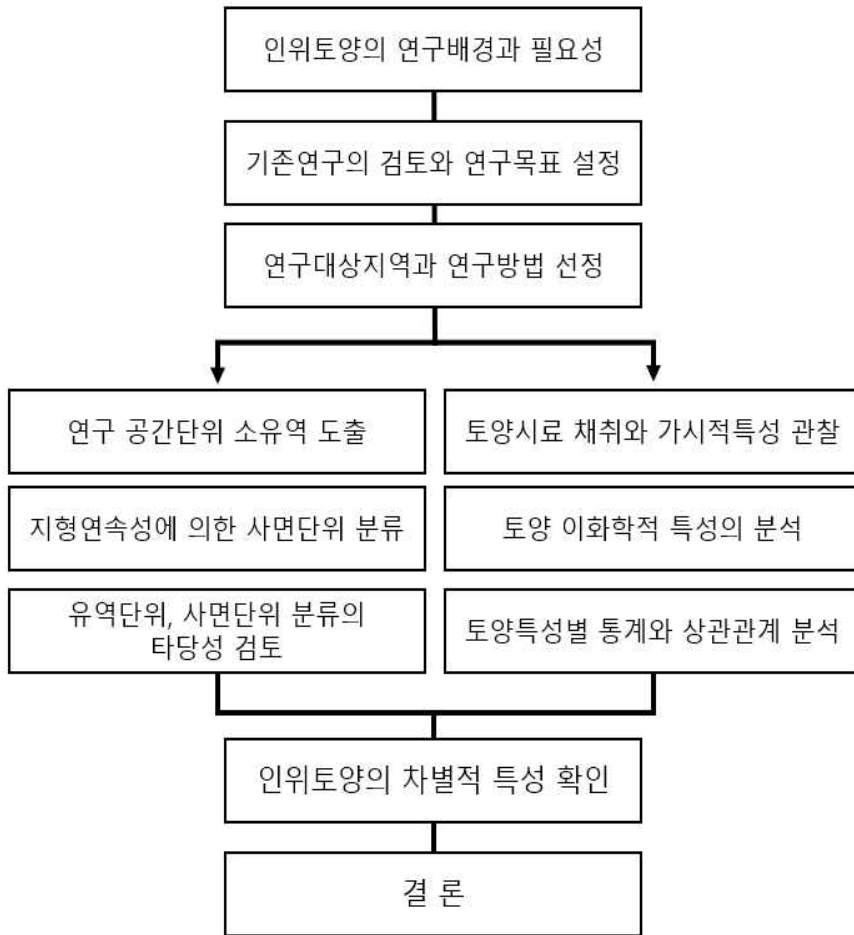 인위토양의 연구배경과 필요성
기존연구의 검토와 연구목표 설정
연구대상지역과 연구방법 선정
연구 공간단위 소유역 도출
지형연속성에 의한 사면단위 분류
유역단위, 사면단위 분류의
타당성 검토
토양시료 채취와 가시적특성 관찰
토양 이화학적 특성의 분석
토양특성별 통계와 상관관계 분석
인위토양의 차별적 특성 확인
결 론